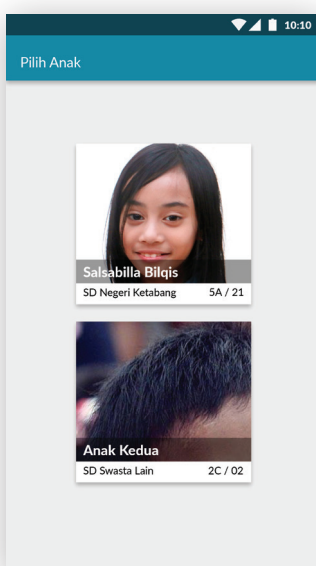 10:10
Pilih Anak
Salsabilla Bilqis
SD Negeri Ketabang 5A / 21
Anak Kedua
SD Swasta Lain 2C / 02